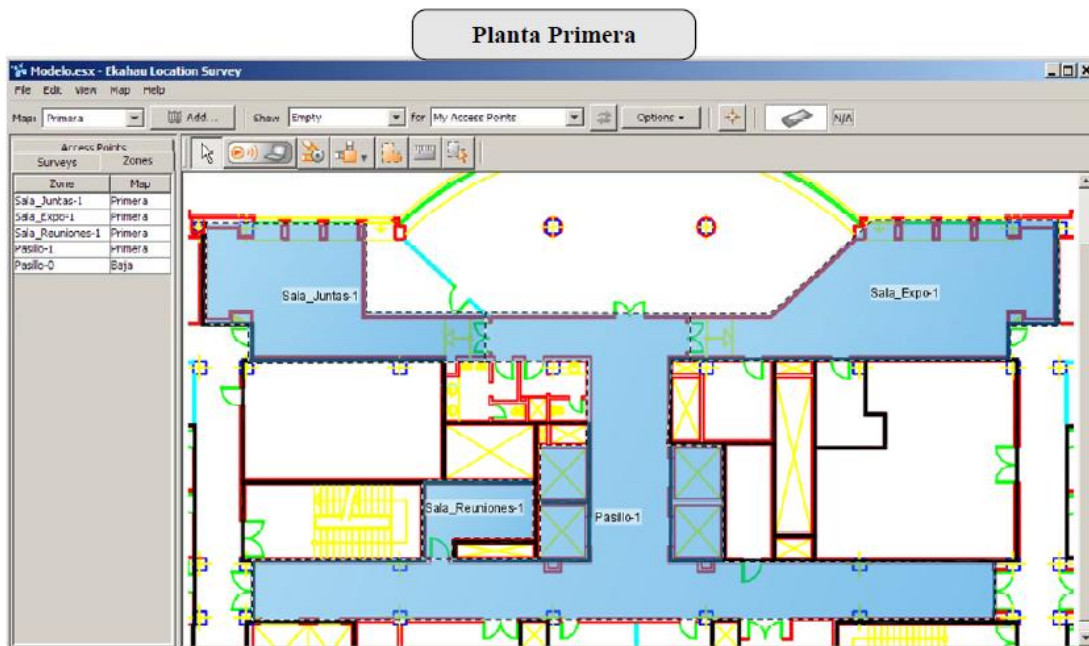 Planta Primera
Modelo.esx - Ekahau Location Survey
File Edit View Map Help
Map: Primera Add... Show: Empty for My Access Points Options N/A
Access Points
Surveys Zones
Zone Map
Sala_Juntas-1 Primera
Sala_Expo-1 Primera
Sala_Reuniones-1 Primera
Pasillo-1 Primera
Pasillo-0 Baja
Sala_Juntas-1
Sala_Expo-1
Sala_Reuniones-1
Pasillo-1